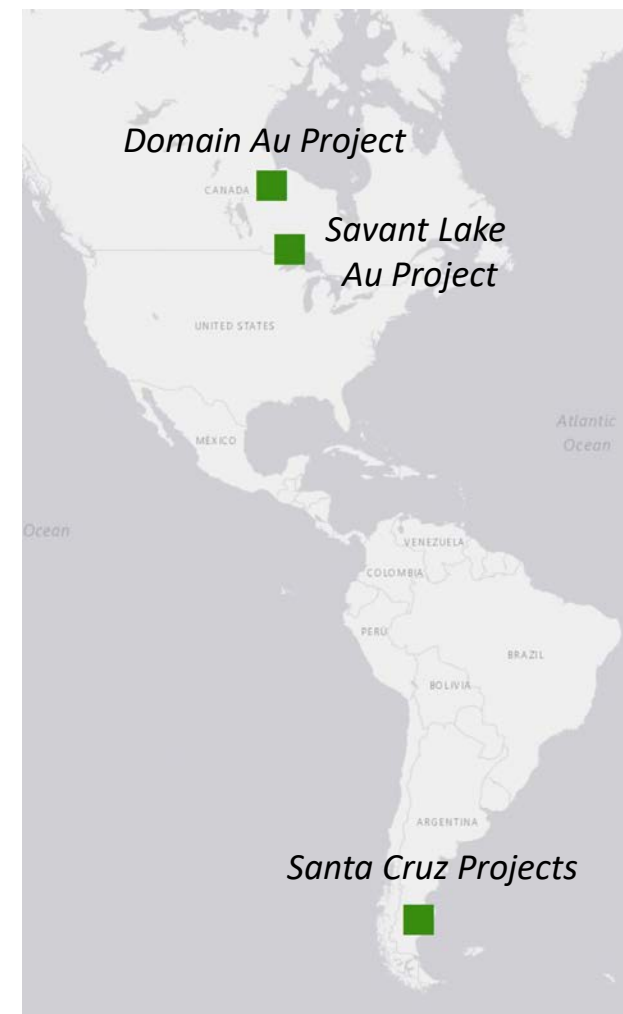 Domain Au Project
CANADA
Savant Lake
Au Project
UNITED STATES
Atlantic
Ocean
MÉXICO
Ocean
VENEZUELA
COLOMBIA
PERÚ
BRAZIL
BOLIVIA
ARGENTINA
Santa Cruz Projects